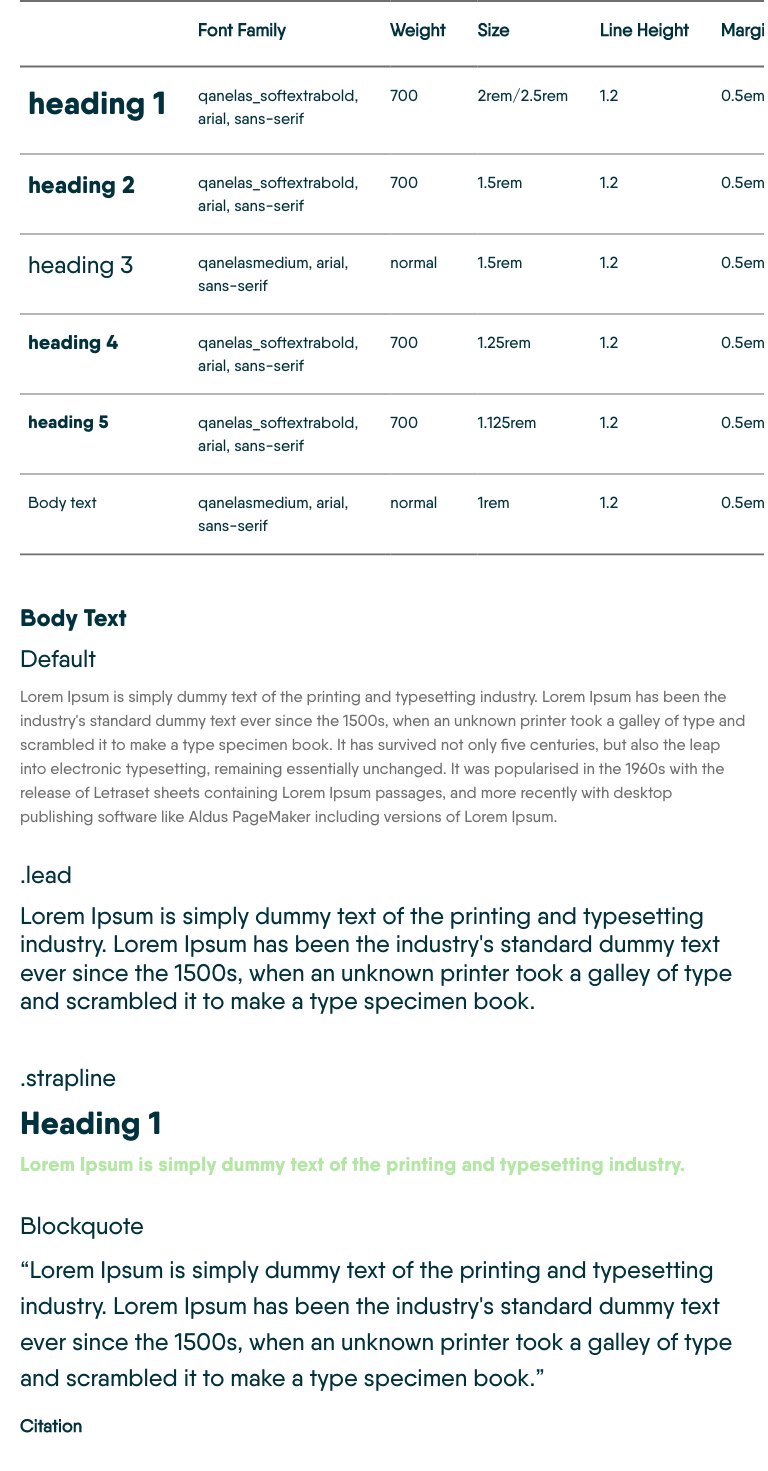 Font Family Weight Size Line Height Margi
heading 1 qanelas_softextrabold, 700 2rem/2.5rem 1.2 0.5em
arial, sans-serif
heading 2 qanelas_softextrabold, 700 1.5rem 1.2 0.5em
arial, sans-serif
heading 3 qanelasmedium, arial, normal 1.5rem 1.2 0.5em
sans-serif
heading 4 qanelas_softextrabold, 700 1.25rem 1.2 0.5em
arial, sans-serif
heading 5 qanelas_softextrabold, 700 1.125rem 1.2 0.5em
arial, sans-serif
Body text qanelasmedium, arial, normal 1rem 1.2 0.5em
sans-serif
Body Text
Default
Lorem Ipsum is simply dummy text of the printing and typesetting industry. Lorem Ipsum has been the
industry's standard dummy text ever since the 1500s, when an unknown printer took a galley of type and
scrambled it to make a type specimen book. It has survived not only five centuries, but also the leap
into electronic typesetting, remaining essentially unchanged. It was popularised in the 1960s with the
release of Letraset sheets containing Lorem Ipsum passages, and more recently with desktop
publishing software like Aldus PageMaker including versions of Lorem Ipsum.
.lead
Lorem Ipsum is simply dummy text of the printing and typesetting
industry. Lorem Ipsum has been the industry's standard dummy text
ever since the 1500s, when an unknown printer took a galley of type
and scrambled it to make a type specimen book.
.strapline
Heading 1
Lorem Ipsum is simply dummy text of the printing and typesetting industry.
Blockquote
“Lorem Ipsum is simply dummy text of the printing and typesetting
industry. Lorem Ipsum has been the industry's standard dummy text
ever since the 1500s, when an unknown printer took a galley of type
and scrambled it to make a type specimen book.”
Citation